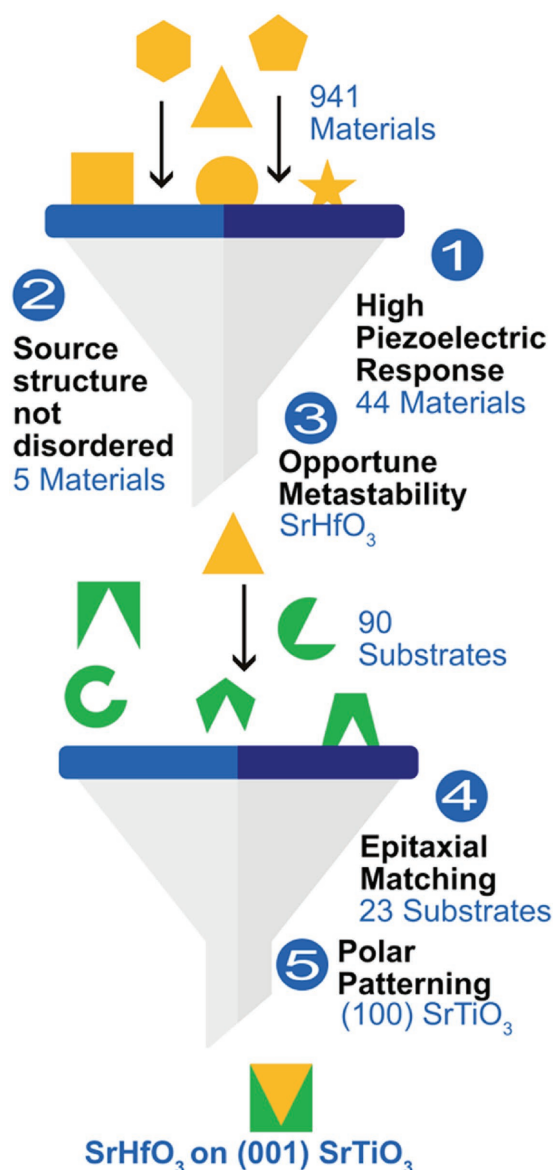 941
Materials
1
High
Piezoelectric
Response
44 Materials
2
Source
structure
not
disordered
5 Materials
3
Opportune
Metastability
SrHfO₃
90
Substrates
4
Epitaxial
Matching
23 Substrates
5
Polar
Patterning
(100) SrTiO₃
SrHfO₃ on (001) SrTiO₃